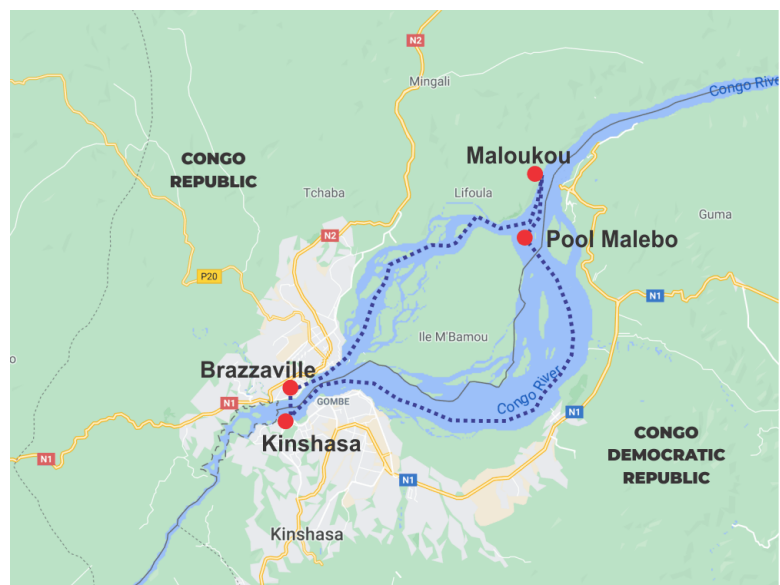 N2
Congo River
Mingali
Maloukou
CONGO
REPUBLIC
Tchaba
Lifoula
Guma
N2
Pool Malebo
P20
N1
Ile M'Bamou
Brazzaville
Congo River
N1
GOMBE
N1
Kinshasa
CONGO
DEMOCRATIC
REPUBLIC
N1
N1
Kinshasa
o